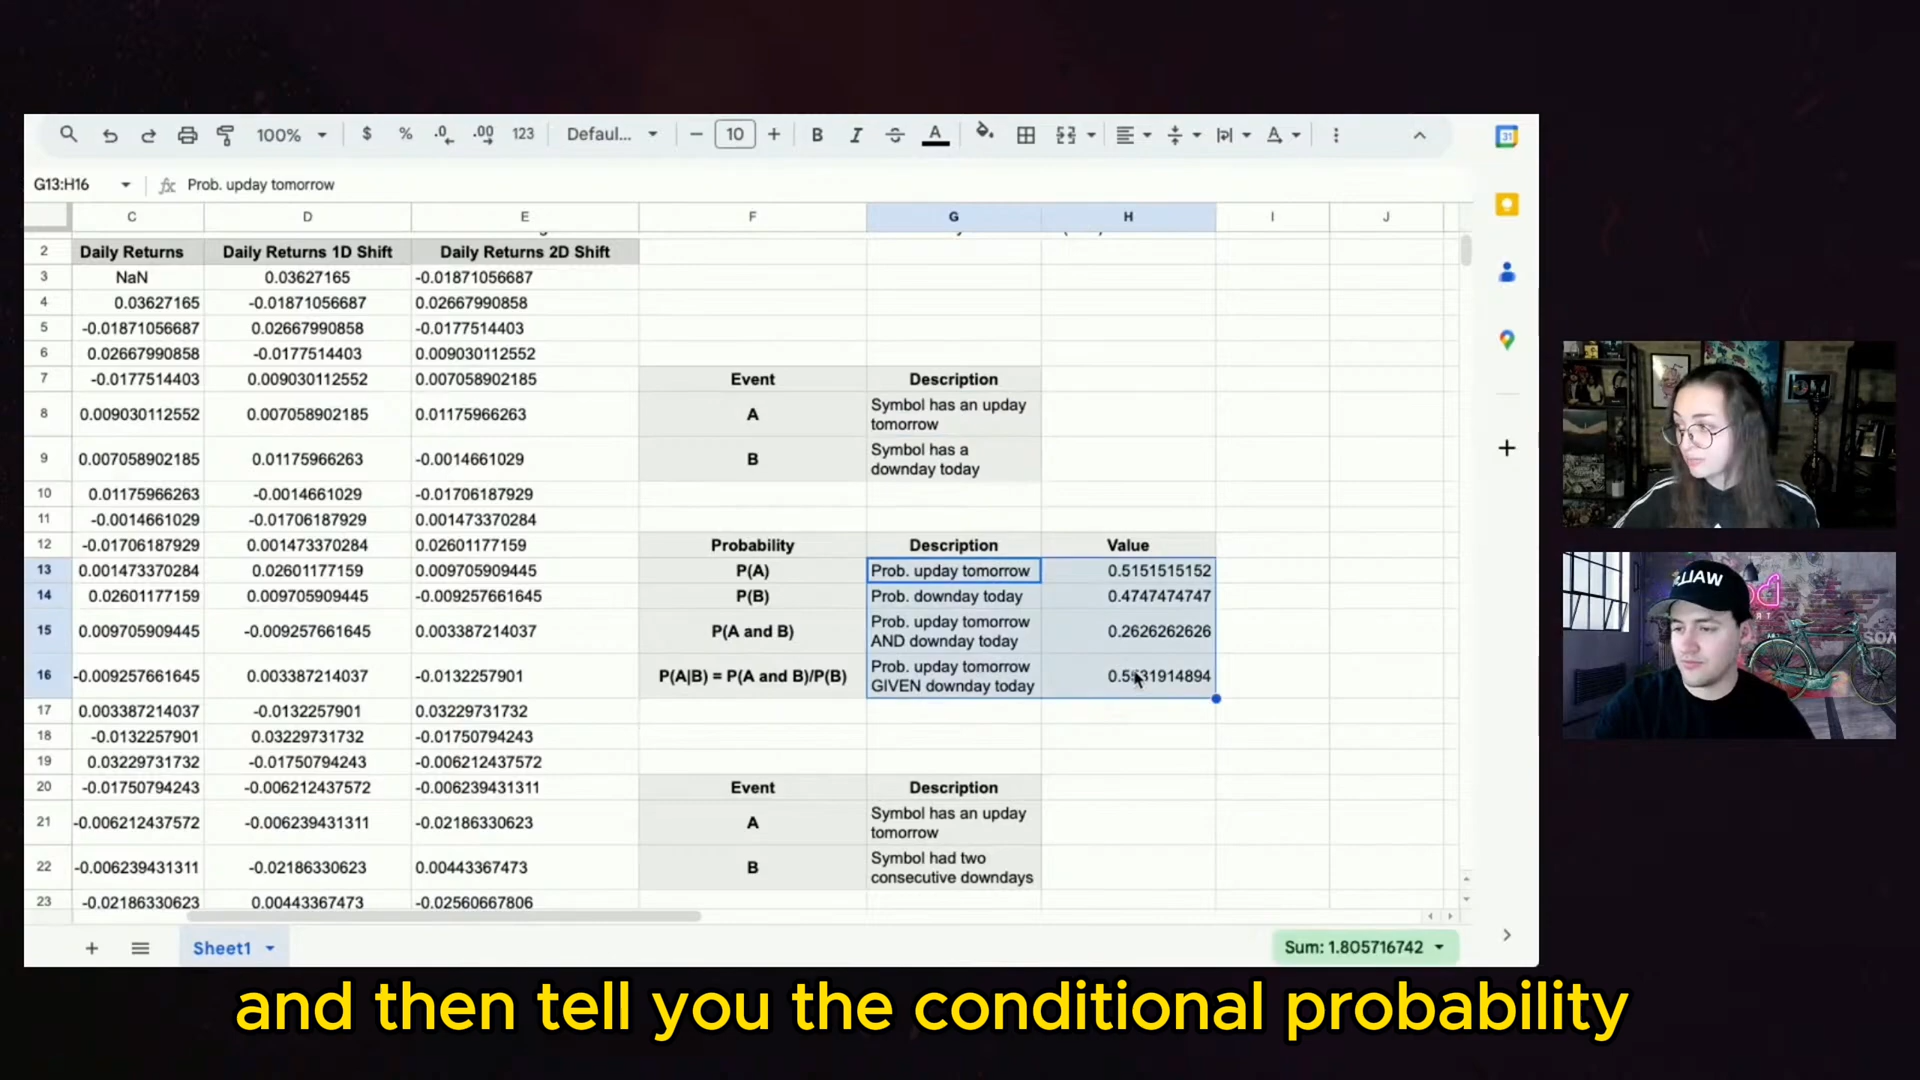 100% $ % .0 .00 123 Defaul... − 10 + B I A
G13:H16 fx Prob. upday tomorrow
C D E F G H I J
2 Daily Returns Daily Returns 1D Shift Daily Returns 2D Shift
3 NaN 0.03627165 -0.01871056687
4 0.03627165 -0.01871056687 0.02667990858
5 -0.01871056687 0.02667990858 -0.0177514403
6 0.02667990858 -0.0177514403 0.009030112552
7 -0.0177514403 0.009030112552 0.007058902185 Event Description
8 0.009030112552 0.007058902185 0.01175966263 A Symbol has an upday
tomorrow
9 0.007058902185 0.01175966263 -0.0014661029 B Symbol has a
downday today
10 0.01175966263 -0.0014661029 -0.01706187929
11 -0.0014661029 -0.01706187929 0.001473370284
12 -0.01706187929 0.001473370284 0.02601177159 Probability Description Value
13 0.001473370284 0.02601177159 0.009705909445 P(A) Prob. upday tomorrow 0.5151515152
14 0.02601177159 0.009705909445 -0.009257661645 P(B) Prob. downday today 0.4747474747
15 0.009705909445 -0.009257661645 0.003387214037 P(A and B) Prob. upday tomorrow
AND downday today 0.2626262626
16 -0.009257661645 0.003387214037 -0.0132257901 P(A|B) = P(A and B)/P(B) Prob. upday tomorrow
GIVEN downday today
17 0.003387214037 -0.0132257901 0.03229731732
18 -0.0132257901 0.03229731732 -0.01750794243
19 0.03229731732 -0.01750794243 -0.006212437572
20 -0.01750794243 -0.006212437572 -0.006239431311 Event Description
21 -0.006212437572 -0.006239431311 -0.02186330623 A Symbol has an upday
tomorrow
22 -0.006239431311 -0.02186330623 0.00443367473 B Symbol had two
consecutive downdays
23 -0.02186330623 0.00443367473 -0.02560667806
+ Sheet1 Sum: 1.805716742
31
and then tell you the conditional probability